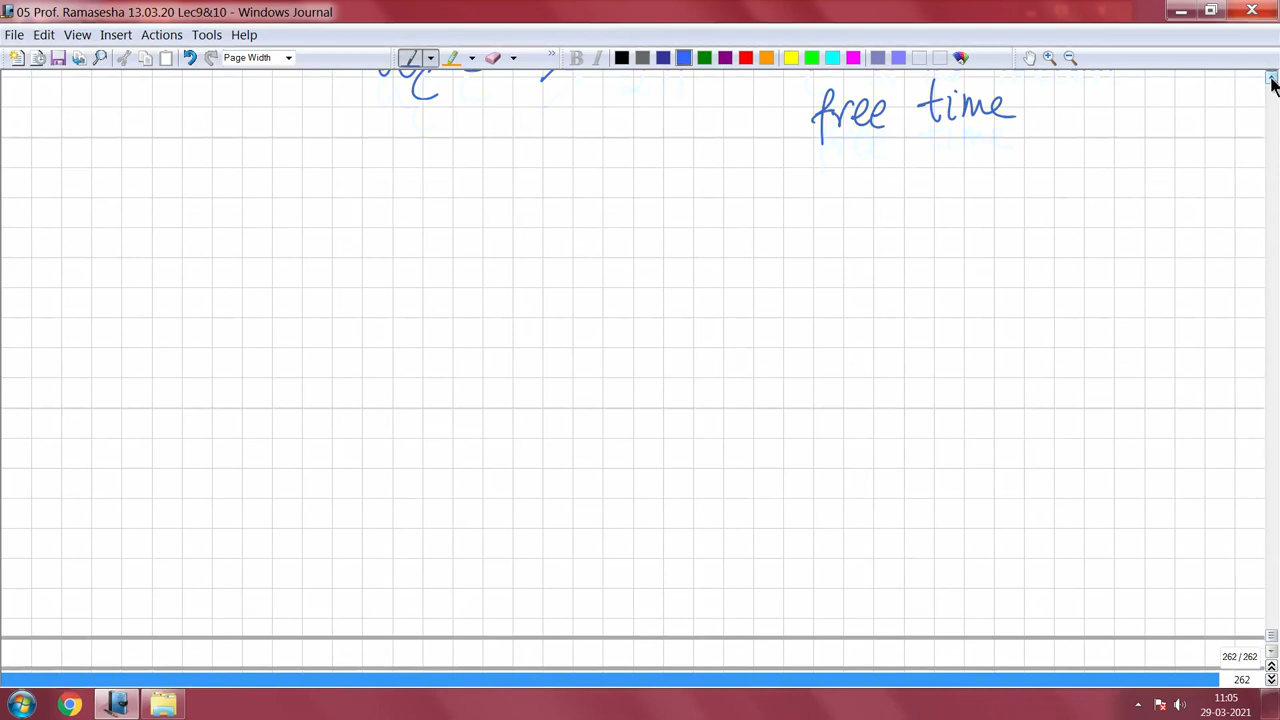 05 Prof. Ramasesha 13.03.20 Lec9&10 - Windows Journal
File Edit View Insert Actions Tools Help
Page Width B I
free time
262 / 262
262
11:05
29-03-2021